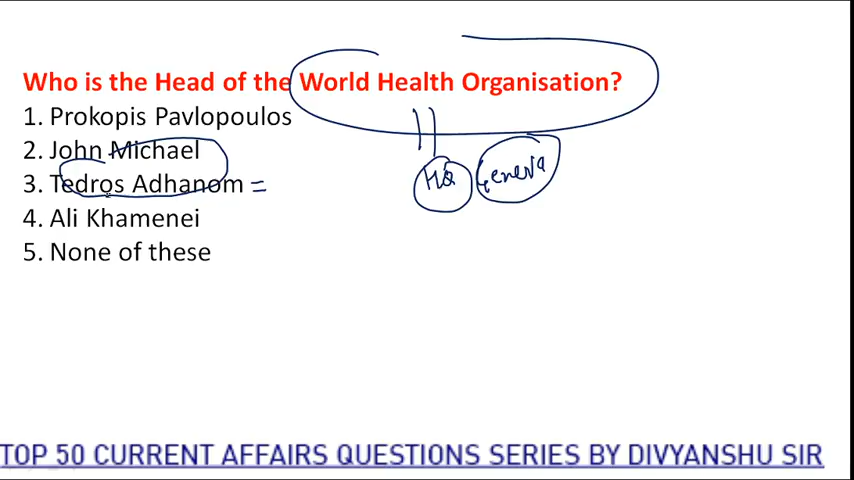 Who is the Head of the World Health Organisation?
1. Prokopis Pavlopoulos
2. John Michael
3. Tedros Adhanom =
HQ Geneva
4. Ali Khamenei
5. None of these
TOP 50 CURRENT AFFAIRS QUESTIONS SERIES BY DIVYANSHU SIR